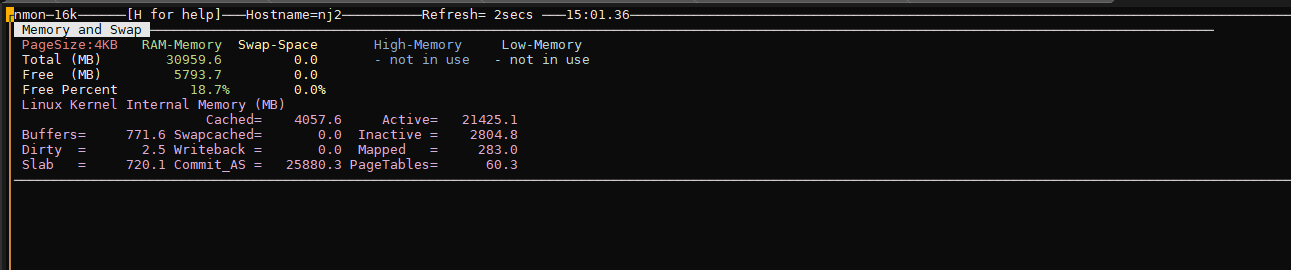 nmon─16k──────[H for help]───Hostname=nj2──────────Refresh= 2secs ───15:01.36
Memory and Swap
PageSize:4KB   RAM-Memory  Swap-Space       High-Memory     Low-Memory
Total (MB)        30959.6         0.0       - not in use   - not in use
Free  (MB)         5793.7         0.0
Free Percent         18.7%        0.0%
Linux Kernel Internal Memory (MB)
                       Cached=    4057.6     Active=   21425.1
Buffers=     771.6 Swapcached=       0.0  Inactive =    2804.8
Dirty  =       2.5 Writeback =       0.0  Mapped   =     283.0
Slab   =     720.1 Commit_AS =   25880.3 PageTables=      60.3